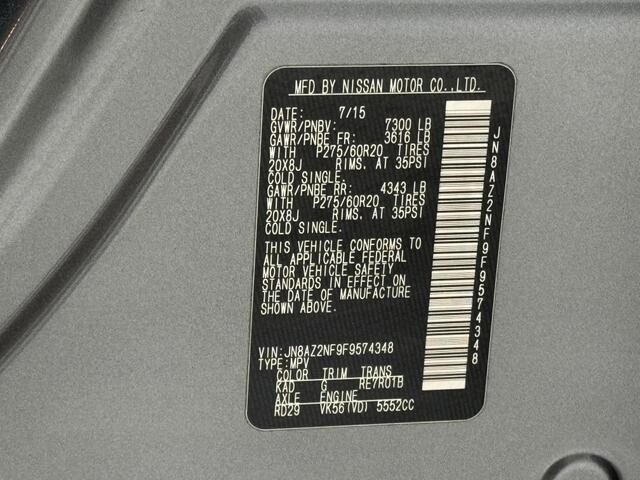 MFD BY NISSAN MOTOR CO.,LTD.
DATE: 7/15
GVWR/PNBV: 7300 LB
GAWR/PNBE FR: 3616 LB
WITH P275/60R20 TIRES
20X8J RIMS, AT 35PSI
COLD SINGLE.
GAWR/PNBE RR: 4343 LB
WITH P275/60R20 TIRES
20X8J RIMS, AT 35PSI
COLD SINGLE.
THIS VEHICLE CONFORMS TO
ALL APPLICABLE FEDERAL
MOTOR VEHICLE SAFETY
STANDARDS IN EFFECT ON
THE DATE OF MANUFACTURE
SHOWN ABOVE.
VIN:JN8AZ2NF9F9574348
TYPE:MPV
COLOR TRIM TRANS
KAD G RE7R01B
AXLE ENGINE
RD29 VK56(VD) 5552CC
JN8AZ2NF9F9574348